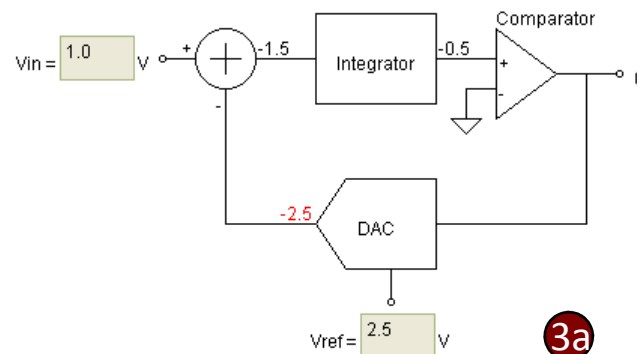 Comparator
Vin = 1.0 V
+
-1.5
Integrator
-0.5
+
-
-
-2.5
DAC
Vref = 2.5 V
3a